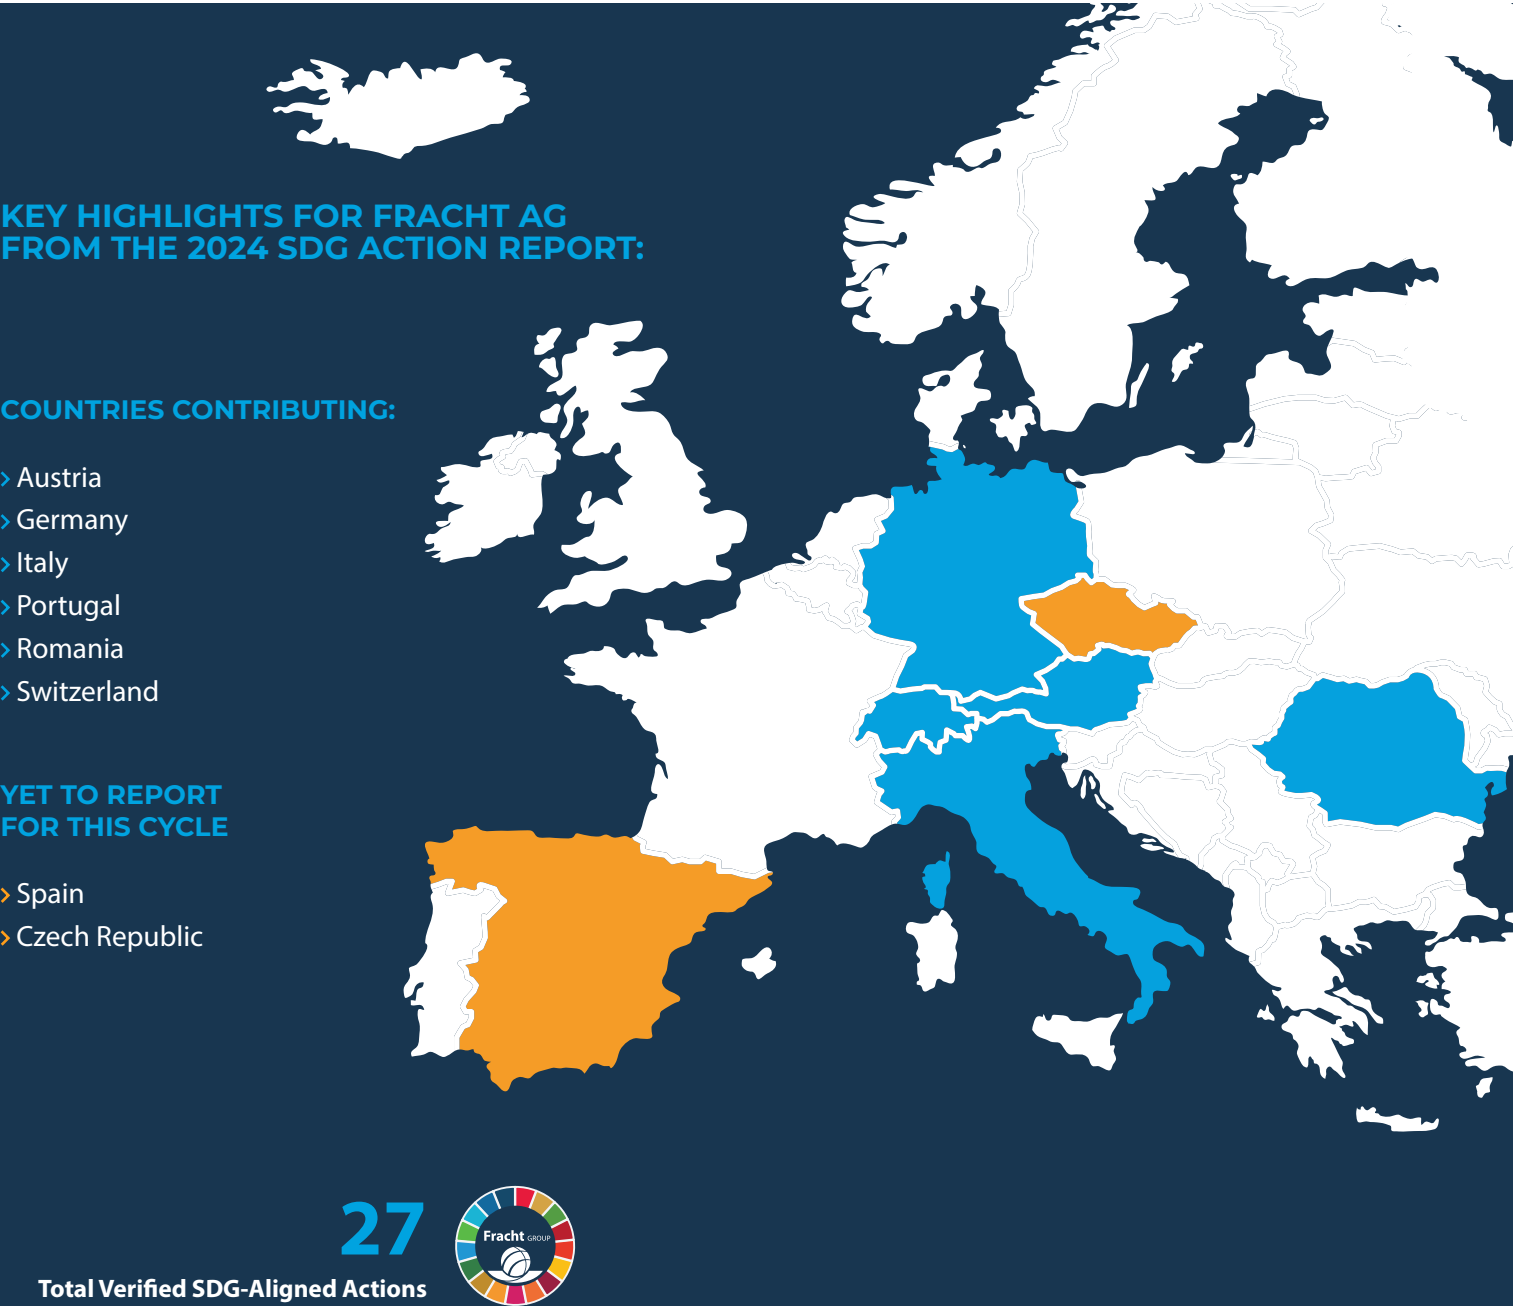 KEY HIGHLIGHTS FOR FRACHT AG
FROM THE 2024 SDG ACTION REPORT:
COUNTRIES CONTRIBUTING:
Austria
Germany
Italy
Portugal
Romania
Switzerland
YET TO REPORT
FOR THIS CYCLE
Spain
Czech Republic
27
Total Verified SDG-Aligned Actions
Fracht GROUP